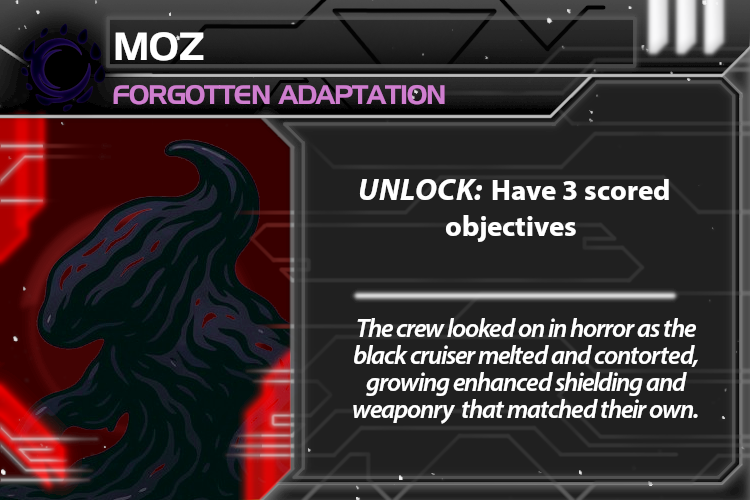 MOZ
FORGOTTEN ADAPTATION
UNLOCK: Have 3 scored
objectives
The crew looked on in horror as the
black cruiser melted and contorted,
growing enhanced shielding and
weaponry that matched their own.